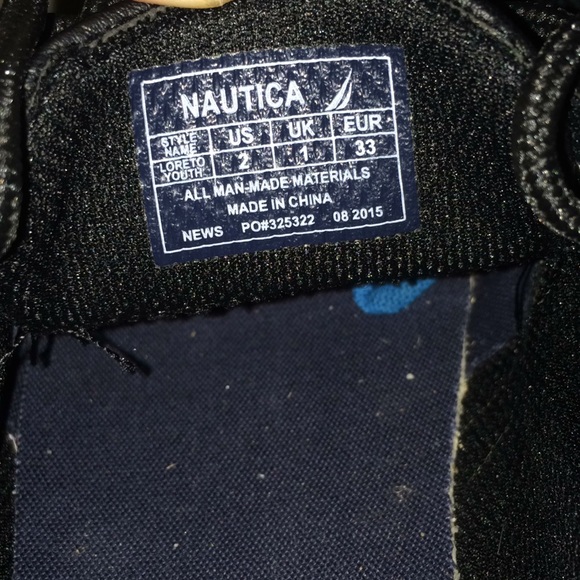 NAUTICA
STYLE NAME US UK EUR
LORETO YOUTH 2 1 33
ALL MAN-MADE MATERIALS
MADE IN CHINA
NEWS PO#325322 08 2015